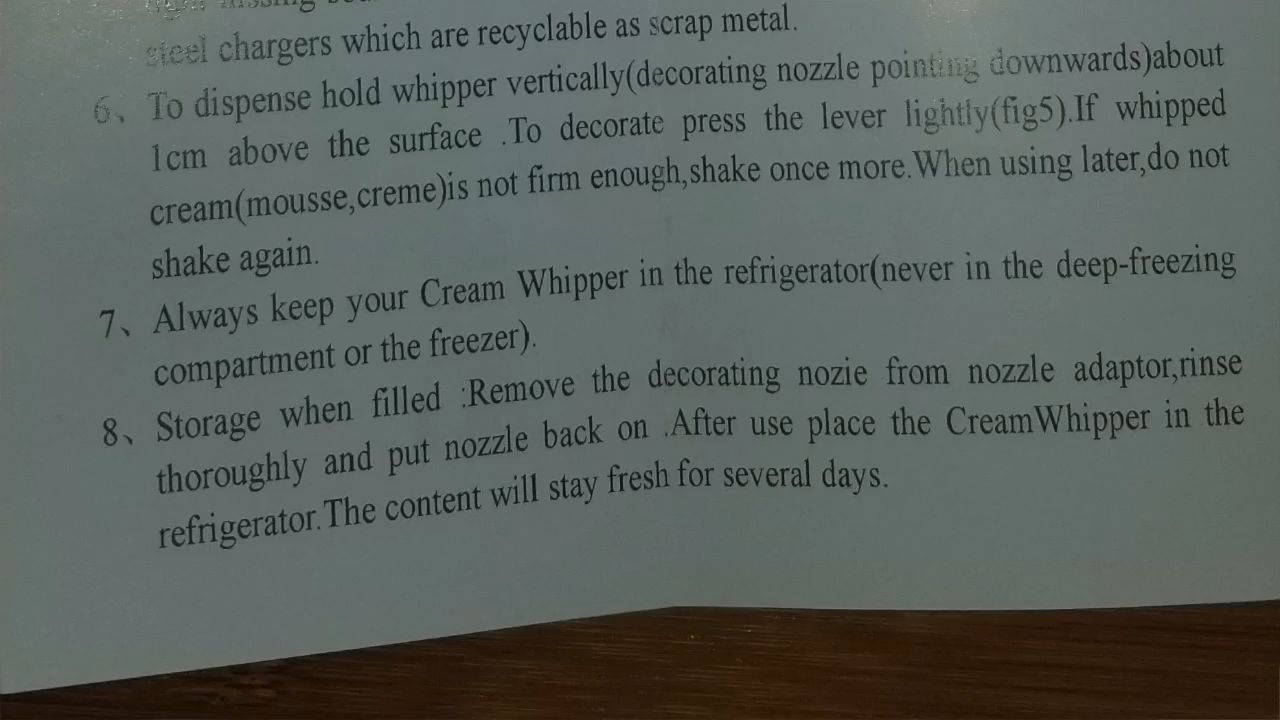 steel chargers which are recyclable as scrap metal.
6、To dispense hold whipper vertically(decorating nozzle pointing downwards)about
1cm above the surface .To decorate press the lever lightly(fig5).If whipped
cream(mousse,creme)is not firm enough,shake once more.When using later,do not
shake again.
7、Always keep your Cream Whipper in the refrigerator(never in the deep-freezing
compartment or the freezer).
8、Storage when filled :Remove the decorating nozie from nozzle adaptor,rinse
thoroughly and put nozzle back on .After use place the CreamWhipper in the
refrigerator.The content will stay fresh for several days.